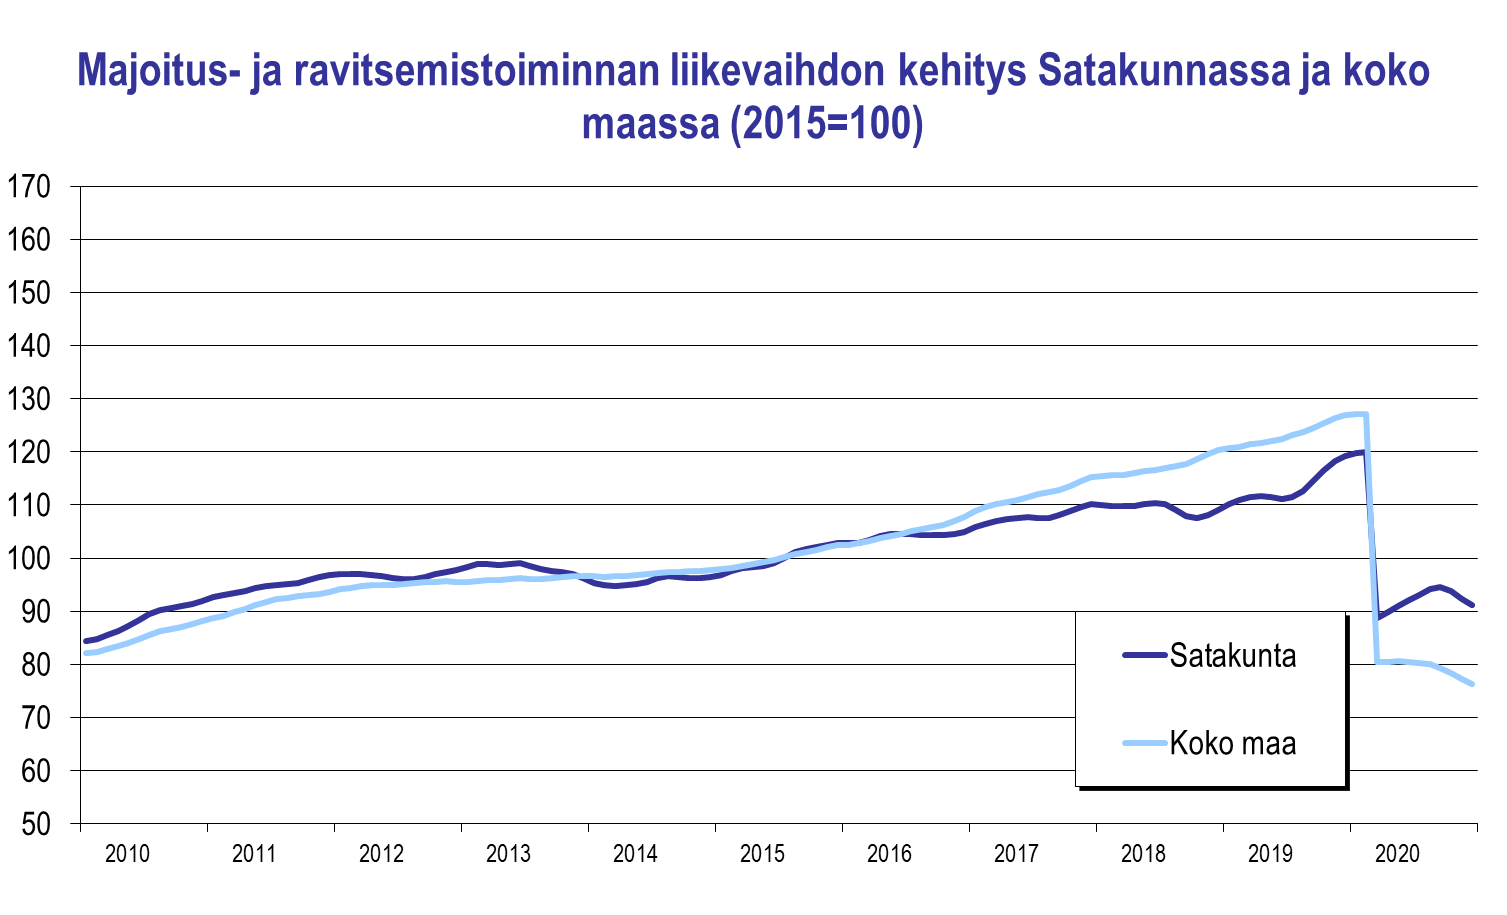 Majoitus- ja ravitsemistoiminnan liikevaihdon kehitys Satakunnassa ja koko
maassa (2015=100)
170
160
150
140
130
120
110
100
90
80
70
60
50
Satakunta
Koko maa
2010 2011 2012 2013 2014 2015 2016 2017 2018 2019 2020